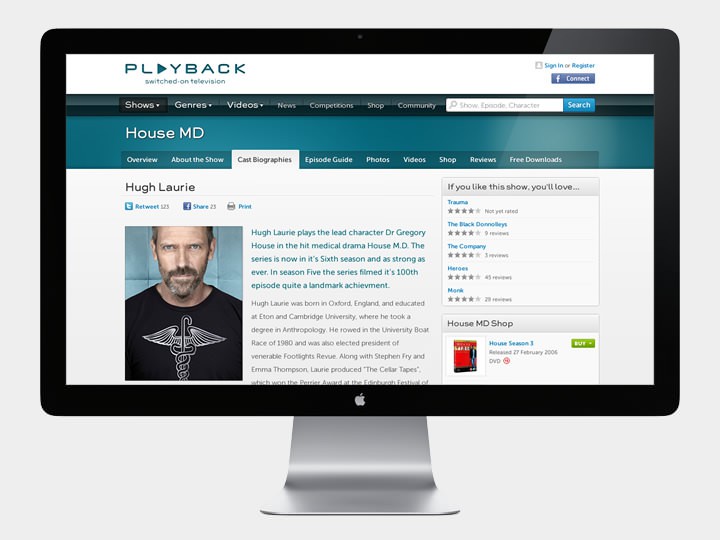 PLAYBACK
switched-on television
Sign In or Register
f Connect
Shows Genres Videos News Competitions Shop Community Show, Episode, Character Search
House MD
Overview About the Show Cast Biographies Episode Guide Photos Videos Shop Reviews Free Downloads
Hugh Laurie
Retweet 123 Share 23 Print
Hugh Laurie plays the lead character Dr Gregory
House in the hit medical drama House M.D. The
series is now in it's Sixth season and as strong as
ever. In season Five the series filmed it's 100th
episode quite a landmark achievment.
Hugh Laurie was born in Oxford, England, and educated
at Eton and Cambridge University, where he took a
degree in Anthropology. He rowed in the University Boat
Race of 1980 and was also elected president of
venerable Footlights Revue. Along with Stephen Fry and
Emma Thompson, Laurie produced "The Cellar Tapes",
which won the Perrier Award at the Edinburgh Festival of
If you like this show, you'll love...
Trauma
Not yet rated
The Black Donnolleys
9 reviews
The Company
3 reviews
Heroes
45 reviews
Monk
28 reviews
House MD Shop
House Season 3 BUY
Released 27 February 2006
DVD